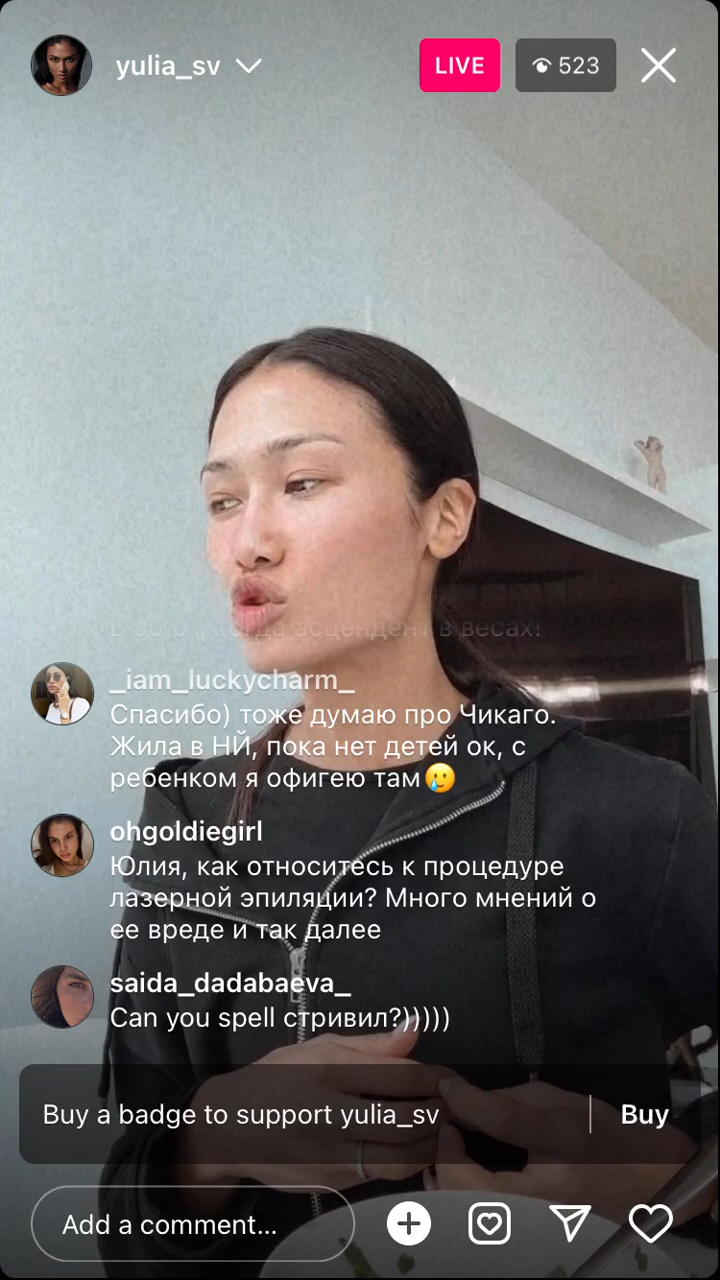 yulia_sv
LIVE
523
асцендент в весах!
_iam_luckycharm_
Спасибо) тоже думаю про Чикаго.
Жила в НЙ, пока нет детей ок, с
ребенком я офигею там🥲
ohgoldiegirl
Юлия, как относитесь к процедуре
лазерной эпиляции? Много мнений о
ее вреде и так далее
saida_dadabaeva_
Can you spell стривил?)))))
Buy a badge to support yulia_sv
Buy
Add a comment...